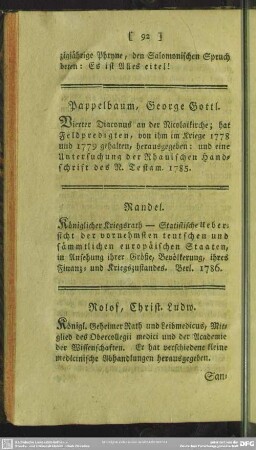 [ 92 ]
zigjährige Phryne, den Salomonischen Spruch
beten: Es ist Alles eitel!
Pappelbaum, George Gottl.
Vierter Diaconus an der Nicolaikirche; hat
Feldpredigten, von ihm im Kriege 1778
und 1779 gehalten, herausgegeben: und eine
Untersuchung der Rhauischen Hand-
schrift des N. Testam. 1785.
Randel.
Königlicher Kriegsrath — Statistische Ueber-
sicht der vornehmsten teutschen und
sämmtlichen europäischen Staaten,
in Ansehung ihrer Größe, Bevölkerung, ihres
Finanz- und Kriegszustandes. Berl. 1786.
Rolof, Christ. Ludw.
Königl. Geheimer Rath und Leibmedicus, Mit-
glied des Obercollegii medici und der Academie
der Wissenschaften. Er hat verschiedene kleine
medicinische Abhandlungen herausgegeben.
San-